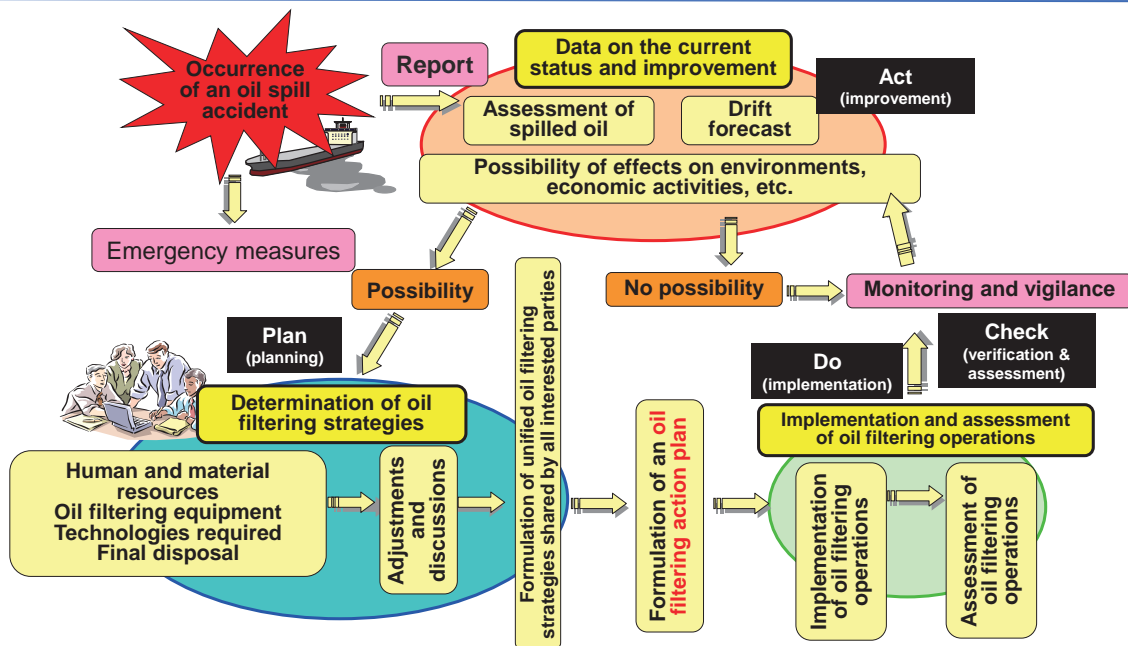 Occurrence
of an oil spill
accident
Report
Data on the current
status and improvement
Act
(improvement)
Assessment of
spilled oil
Drift
forecast
Possibility of effects on environments,
economic activities, etc.
Emergency measures
Possibility
No possibility
Monitoring and vigilance
Plan
(planning)
Do
(implementation)
Check
(verification &
assessment)
Determination of oil
filtering strategies
Human and material
resources
Oil filtering equipment
Technologies required
Final disposal
Adjustments
and
discussions
Formulation of unified oil filtering
strategies shared by all interested parties
Formulation of an oil
filtering action plan
Implementation and assessment
of oil filtering operations
Implementation
of oil filtering
operations
Assessment of
oil filtering
operations